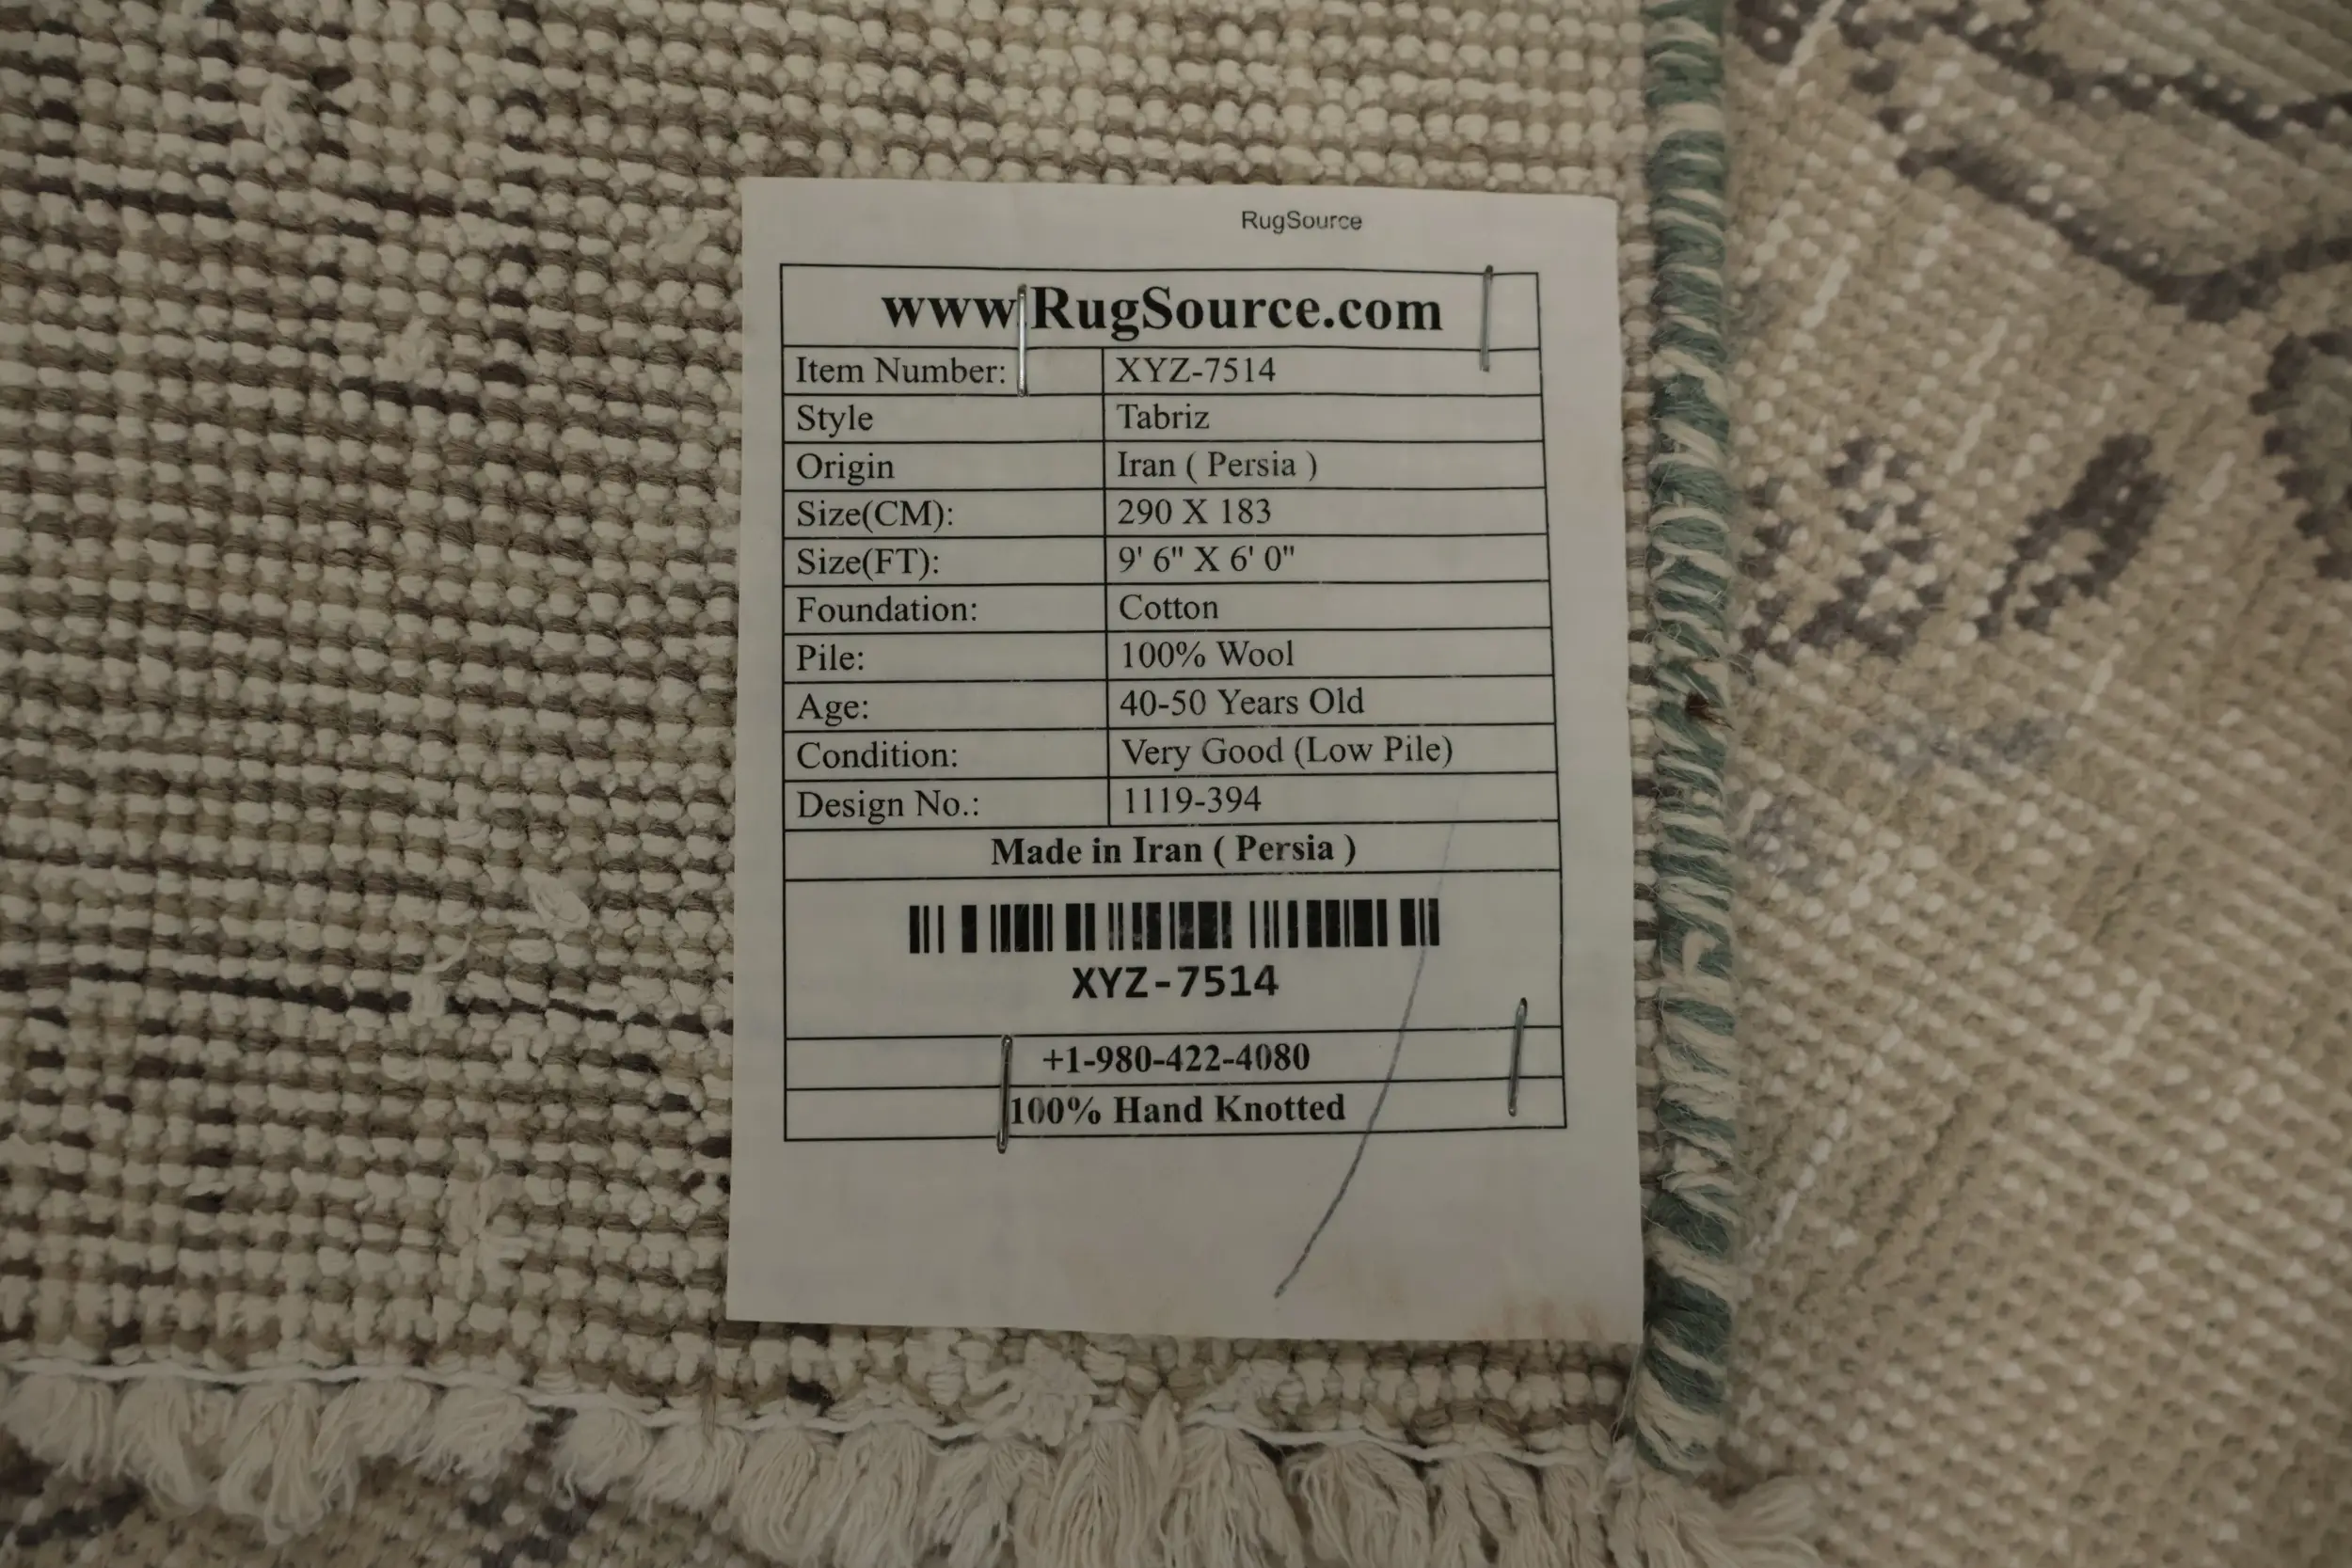 RugSource
www.RugSource.com
Item Number: XYZ-7514
Style Tabriz
Origin Iran ( Persia )
Size(CM): 290 X 183
Size(FT): 9' 6" X 6' 0"
Foundation: Cotton
Pile: 100% Wool
Age: 40-50 Years Old
Condition: Very Good (Low Pile)
Design No.: 1119-394
Made in Iran ( Persia )
XYZ-7514
+1-980-422-4080
100% Hand Knotted